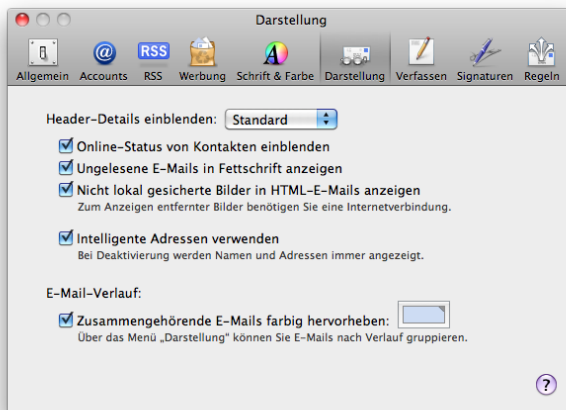 Darstellung
RSS
Allgemein Accounts RSS Werbung Schrift & Farbe Darstellung Verfassen Signaturen Regeln
Header-Details einblenden: Standard
Online-Status von Kontakten einblenden
Ungelesene E-Mails in Fettschrift anzeigen
Nicht lokal gesicherte Bilder in HTML-E-Mails anzeigen
Zum Anzeigen entfernter Bilder benötigen Sie eine Internetverbindung.
Intelligente Adressen verwenden
Bei Deaktivierung werden Namen und Adressen immer angezeigt.
E-Mail-Verlauf:
Zusammengehörende E-Mails farbig hervorheben:
Über das Menü „Darstellung" können Sie E-Mails nach Verlauf gruppieren.
?